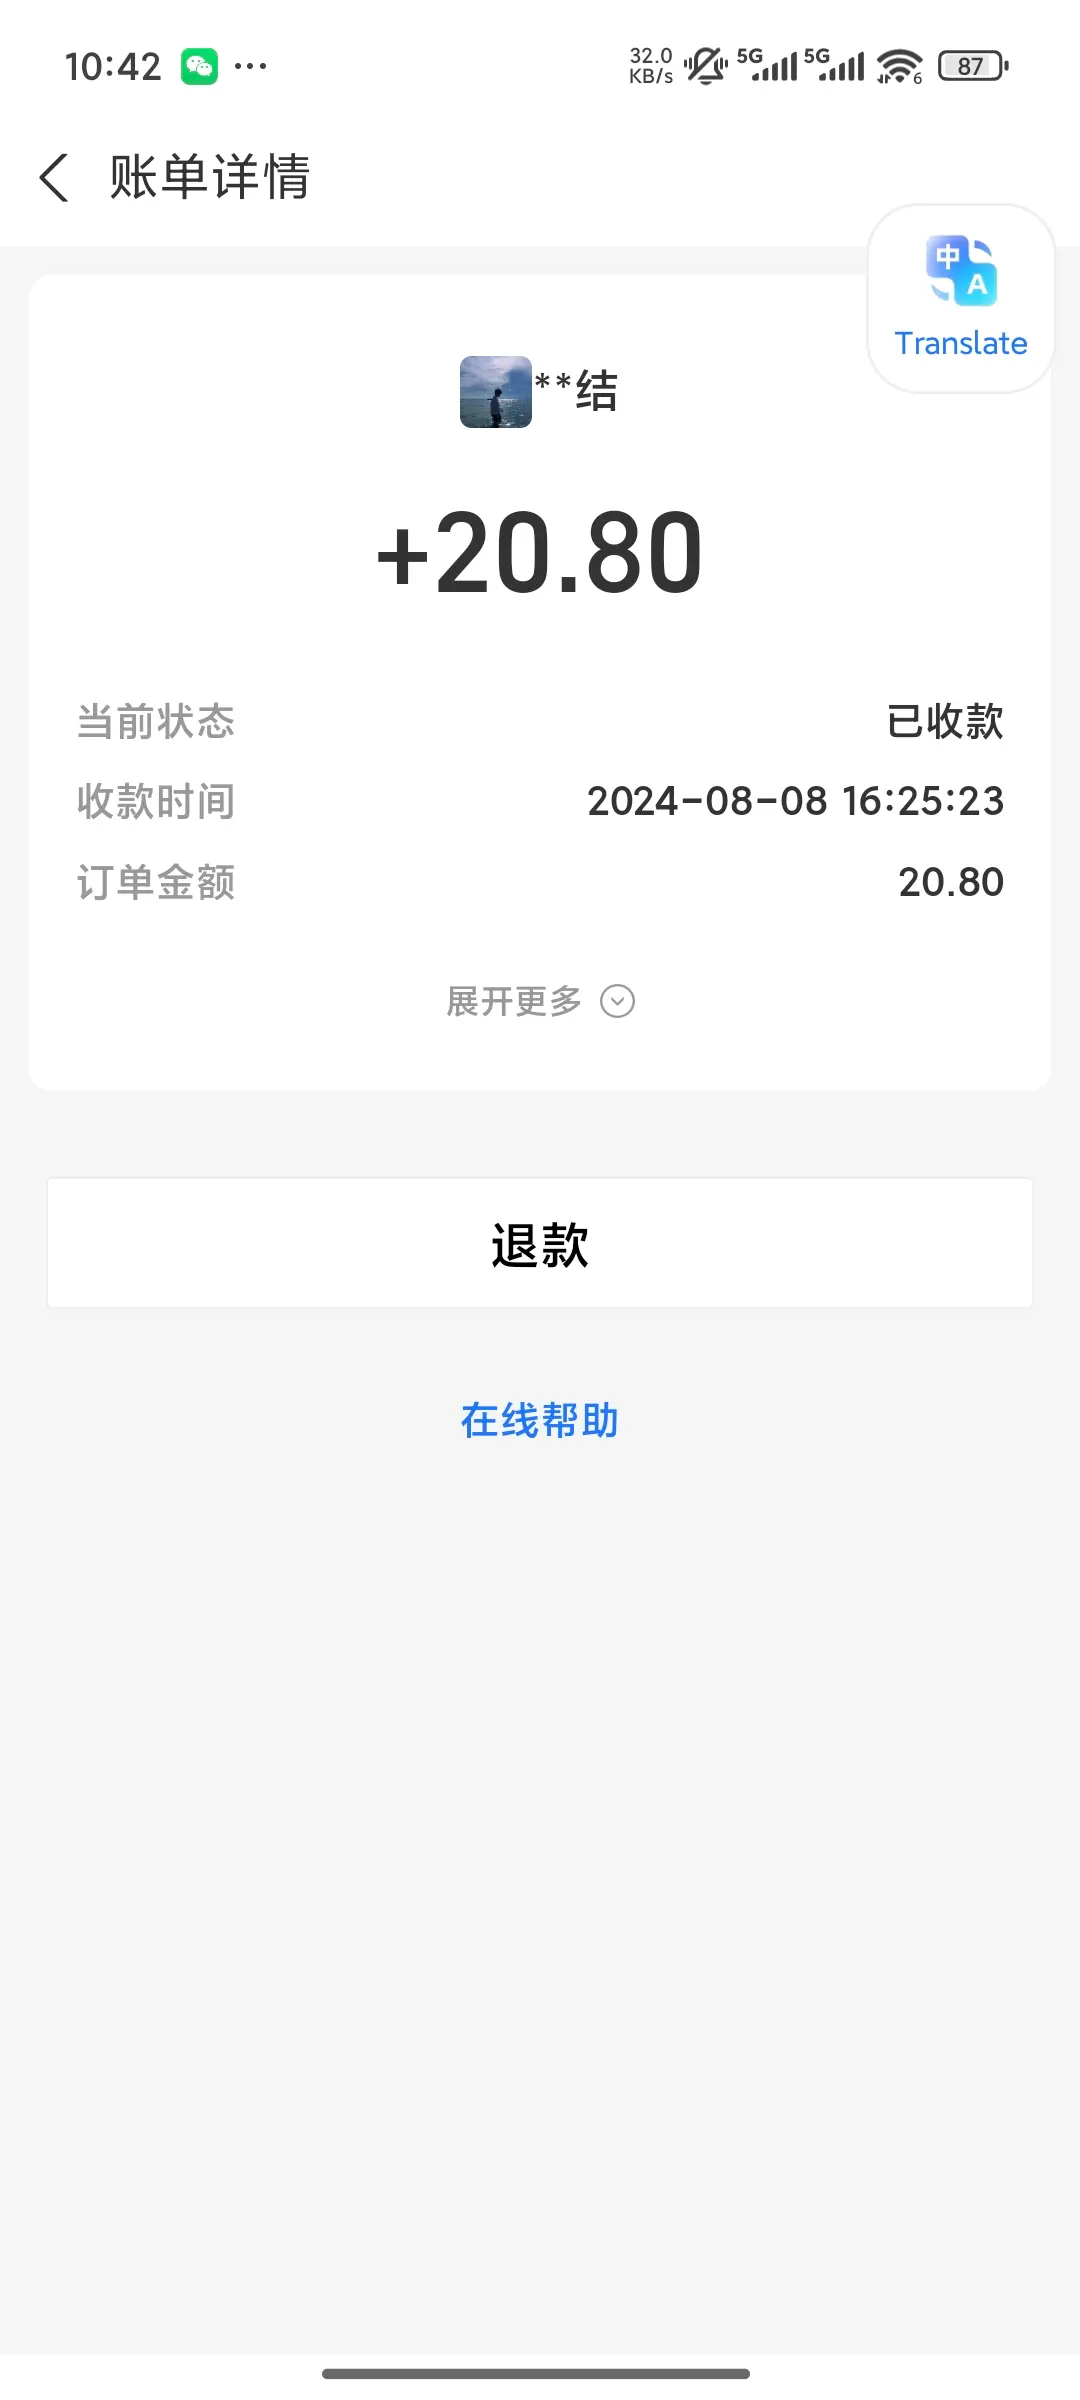 10:42 ... 32.0 KB/s 5G 5G 6 87
账单详情
中 A
Translate
**结
+20.80
当前状态 已收款
收款时间 2024-08-08 16:25:23
订单金额 20.80
展开更多
退款
在线帮助